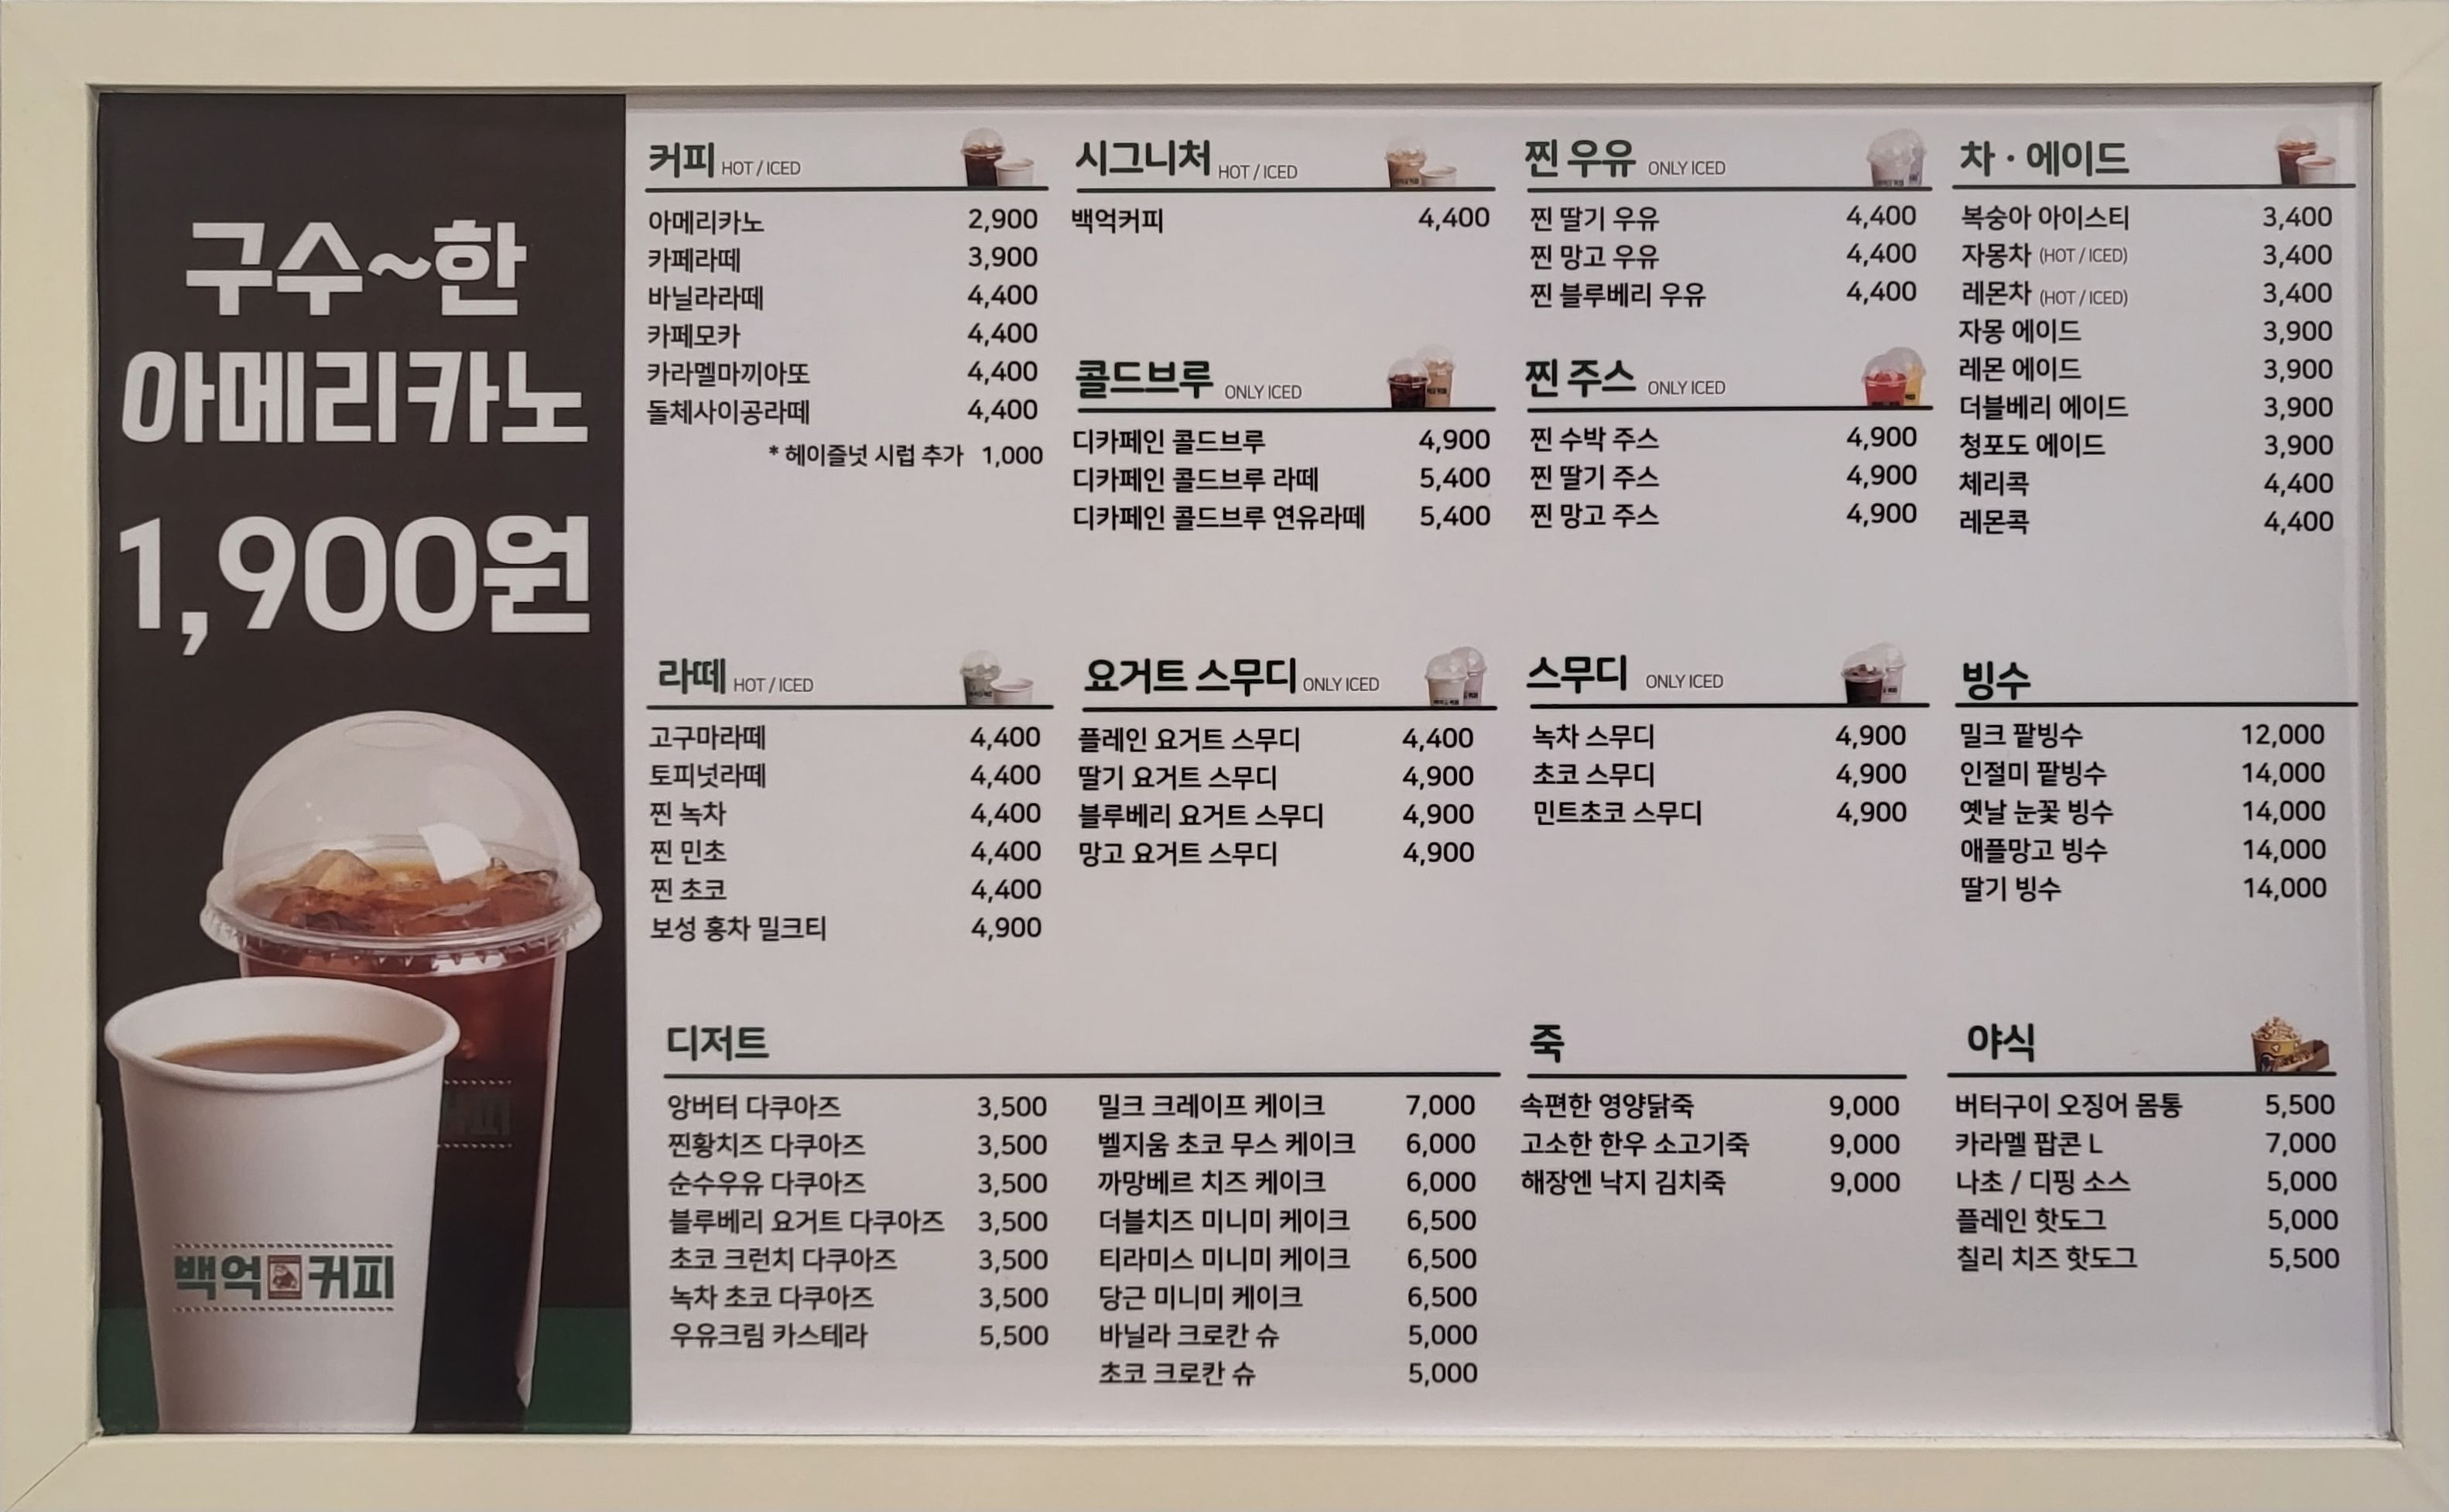 구수~한
아메리카노
1,900원
백억커피
커피 HOT / ICED
아메리카노 2,900
카페라떼 3,900
바닐라라떼 4,400
카페모카 4,400
카라멜마끼아또 4,400
돌체사이공라떼 4,400
* 헤이즐넛 시럽 추가 1,000
시그니처 HOT / ICED
백억커피 4,400
콜드브루 ONLY ICED
디카페인 콜드브루 4,900
디카페인 콜드브루 라떼 5,400
디카페인 콜드브루 연유라떼 5,400
찐 우유 ONLY ICED
찐 딸기 우유 4,400
찐 망고 우유 4,400
찐 블루베리 우유 4,400
찐 주스 ONLY ICED
찐 수박 주스 4,900
찐 딸기 주스 4,900
찐 망고 주스 4,900
차 · 에이드
복숭아 아이스티 3,400
자몽차 (HOT / ICED) 3,400
레몬차 (HOT / ICED) 3,400
자몽 에이드 3,900
레몬 에이드 3,900
더블베리 에이드 3,900
청포도 에이드 3,900
체리콕 4,400
레몬콕 4,400
라떼 HOT / ICED
고구마라떼 4,400
토피넛라떼 4,400
찐 녹차 4,400
찐 민초 4,400
찐 초코 4,400
보성 홍차 밀크티 4,900
요거트 스무디 ONLY ICED
플레인 요거트 스무디 4,400
딸기 요거트 스무디 4,900
블루베리 요거트 스무디 4,900
망고 요거트 스무디 4,900
스무디 ONLY ICED
녹차 스무디 4,900
초코 스무디 4,900
민트초코 스무디 4,900
빙수
밀크 팥빙수 12,000
인절미 팥빙수 14,000
옛날 눈꽃 빙수 14,000
애플망고 빙수 14,000
딸기 빙수 14,000
디저트
앙버터 다쿠아즈 3,500
찐황치즈 다쿠아즈 3,500
순수우유 다쿠아즈 3,500
블루베리 요거트 다쿠아즈 3,500
초코 크런치 다쿠아즈 3,500
녹차 초코 다쿠아즈 3,500
우유크림 카스테라 5,500
밀크 크레이프 케이크 7,000
벨지움 초코 무스 케이크 6,000
까망베르 치즈 케이크 6,000
더블치즈 미니미 케이크 6,500
티라미스 미니미 케이크 6,500
당근 미니미 케이크 6,500
바닐라 크로칸 슈 5,000
초코 크로칸 슈 5,000
죽
속편한 영양닭죽 9,000
고소한 한우 소고기죽 9,000
해장엔 낙지 김치죽 9,000
야식
버터구이 오징어 몸통 5,500
카라멜 팝콘 L 7,000
나초 / 디핑 소스 5,000
플레인 핫도그 5,000
칠리 치즈 핫도그 5,500